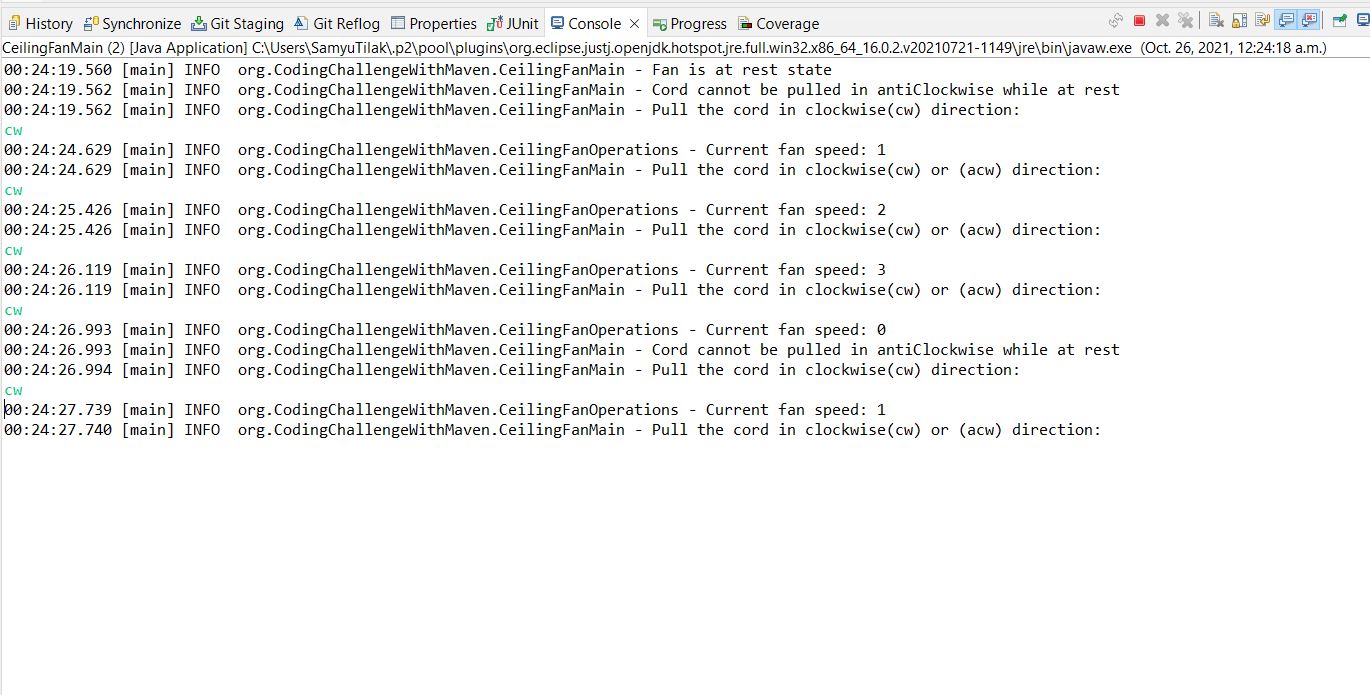 History Synchronize Git Staging Git Reflog Properties JUnit Console Progress Coverage
CeilingFanMain (2) [Java Application] C:\Users\SamyuTilak\.p2\pool\plugins\org.eclipse.justj.openjdk.hotspot.jre.full.win32.x86_64_16.0.2.v20210721-1149\jre\bin\javaw.exe (Oct. 26, 2021, 12:24:18 a.m.)
00:24:19.560 [main] INFO  org.CodingChallengeWithMaven.CeilingFanMain - Fan is at rest state
00:24:19.562 [main] INFO  org.CodingChallengeWithMaven.CeilingFanMain - Cord cannot be pulled in antiClockwise while at rest
00:24:19.562 [main] INFO  org.CodingChallengeWithMaven.CeilingFanMain - Pull the cord in clockwise(cw) direction:
cw
00:24:24.629 [main] INFO  org.CodingChallengeWithMaven.CeilingFanOperations - Current fan speed: 1
00:24:24.629 [main] INFO  org.CodingChallengeWithMaven.CeilingFanMain - Pull the cord in clockwise(cw) or (acw) direction:
cw
00:24:25.426 [main] INFO  org.CodingChallengeWithMaven.CeilingFanOperations - Current fan speed: 2
00:24:25.426 [main] INFO  org.CodingChallengeWithMaven.CeilingFanMain - Pull the cord in clockwise(cw) or (acw) direction:
cw
00:24:26.119 [main] INFO  org.CodingChallengeWithMaven.CeilingFanOperations - Current fan speed: 3
00:24:26.119 [main] INFO  org.CodingChallengeWithMaven.CeilingFanMain - Pull the cord in clockwise(cw) or (acw) direction:
cw
00:24:26.993 [main] INFO  org.CodingChallengeWithMaven.CeilingFanOperations - Current fan speed: 0
00:24:26.993 [main] INFO  org.CodingChallengeWithMaven.CeilingFanMain - Cord cannot be pulled in antiClockwise while at rest
00:24:26.994 [main] INFO  org.CodingChallengeWithMaven.CeilingFanMain - Pull the cord in clockwise(cw) direction:
cw
00:24:27.739 [main] INFO  org.CodingChallengeWithMaven.CeilingFanOperations - Current fan speed: 1
00:24:27.740 [main] INFO  org.CodingChallengeWithMaven.CeilingFanMain - Pull the cord in clockwise(cw) or (acw) direction: